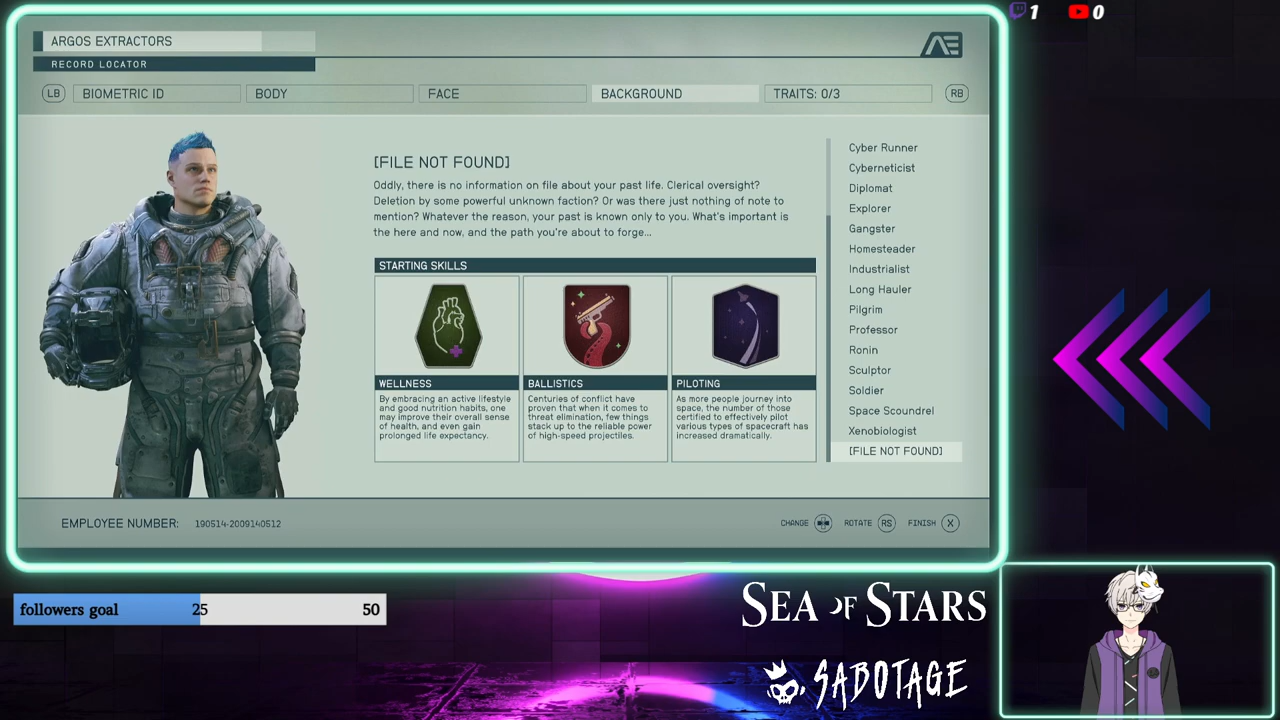 1 0
ARGOS EXTRACTORS
AE
RECORD LOCATOR
LB BIOMETRIC ID BODY FACE BACKGROUND TRAITS: 0/3 RB
[FILE NOT FOUND]
Oddly, there is no information on file about your past life. Clerical oversight?
Deletion by some powerful unknown faction? Or was there just nothing of note to
mention? Whatever the reason, your past is known only to you. What's important is
the here and now, and the path you're about to forge...
STARTING SKILLS
WELLNESS
By embracing an active lifestyle
and good nutrition habits, one
may improve their overall sense
of health, and even gain
prolonged life expectancy.
BALLISTICS
Centuries of conflict have
proven that when it comes to
threat elimination, few things
stack up to the reliable power
of high-speed projectiles.
PILOTING
As more people journey into
space, the number of those
certified to effectively pilot
various types of spacecraft has
increased dramatically.
Cyber Runner
Cyberneticist
Diplomat
Explorer
Gangster
Homesteader
Industrialist
Long Hauler
Pilgrim
Professor
Ronin
Sculptor
Soldier
Space Scoundrel
Xenobiologist
[FILE NOT FOUND]
EMPLOYEE NUMBER: 190514-2009140512
CHANGE ROTATE RS FINISH X
followers goal 25 50
SEA OF STARS
SABOTAGE